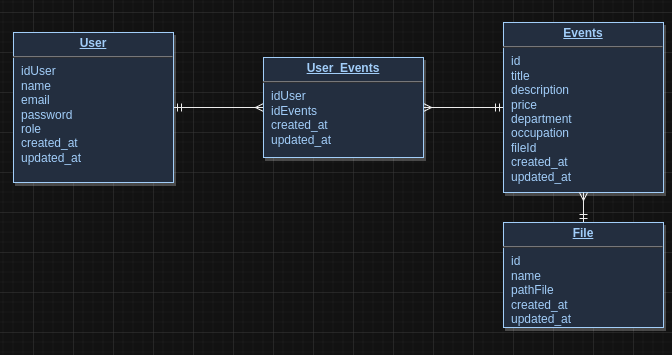 User
idUser
name
email
password
role
created_at
updated_at
User_Events
idUser
idEvents
created_at
updated_at
Events
id
title
description
price
department
occupation
fileId
created_at
updated_at
File
id
name
pathFile
created_at
updated_at